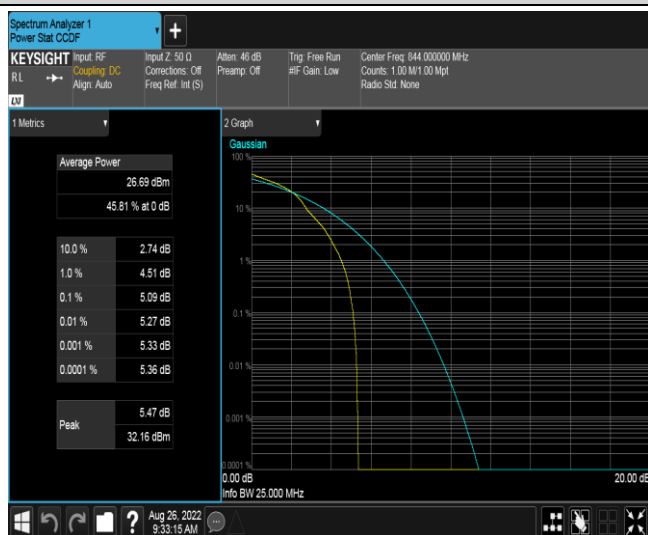 Spectrum Analyzer 1
Power Stat CCDF
+
KEYSIGHT
RL
LXI
Input: RF
Coupling: DC
Align: Auto
Input Z: 50 Ω
Corrections: Off
Freq Ref: Int (S)
Atten: 46 dB
Preamp: Off
Trig: Free Run
#IF Gain: Low
Center Freq: 844.000000 MHz
Counts: 1.00 M/1.00 Mpt
Radio Std: None
1 Metrics
Average Power
26.69 dBm
45.81 % at 0 dB
10.0 % 2.74 dB
1.0 % 4.51 dB
0.1 % 5.09 dB
0.01 % 5.27 dB
0.001 % 5.33 dB
0.0001 % 5.36 dB
Peak
5.47 dB
32.16 dBm
2 Graph
Gaussian
100 %
10 %
1 %
0.1 %
0.01 %
0.001 %
0.0001 %
0.00 dB 20.00 dB
Info BW 25.000 MHz
?
Aug 26, 2022
9:33:15 AM